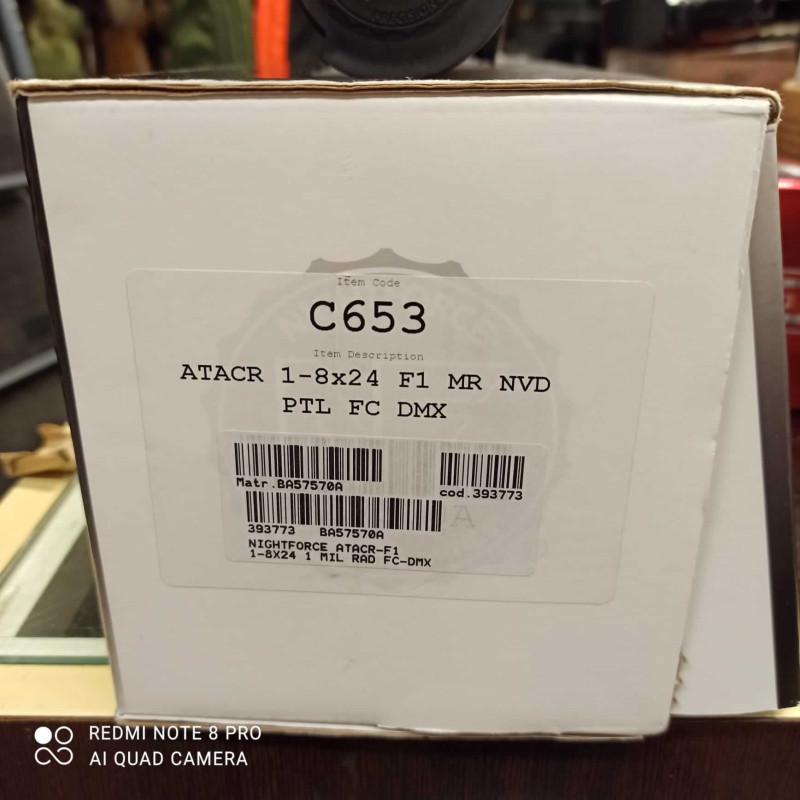 Item Code
C653
Item Description
ATACR 1-8x24 F1 MR NVD
PTL FC DMX
Matr.BA57570A
cod.393773
393773 BA57570A
NIGHTFORCE ATACR-F1
1-8X24 1 MIL RAD FC-DMX
REDMI NOTE 8 PRO
AI QUAD CAMERA